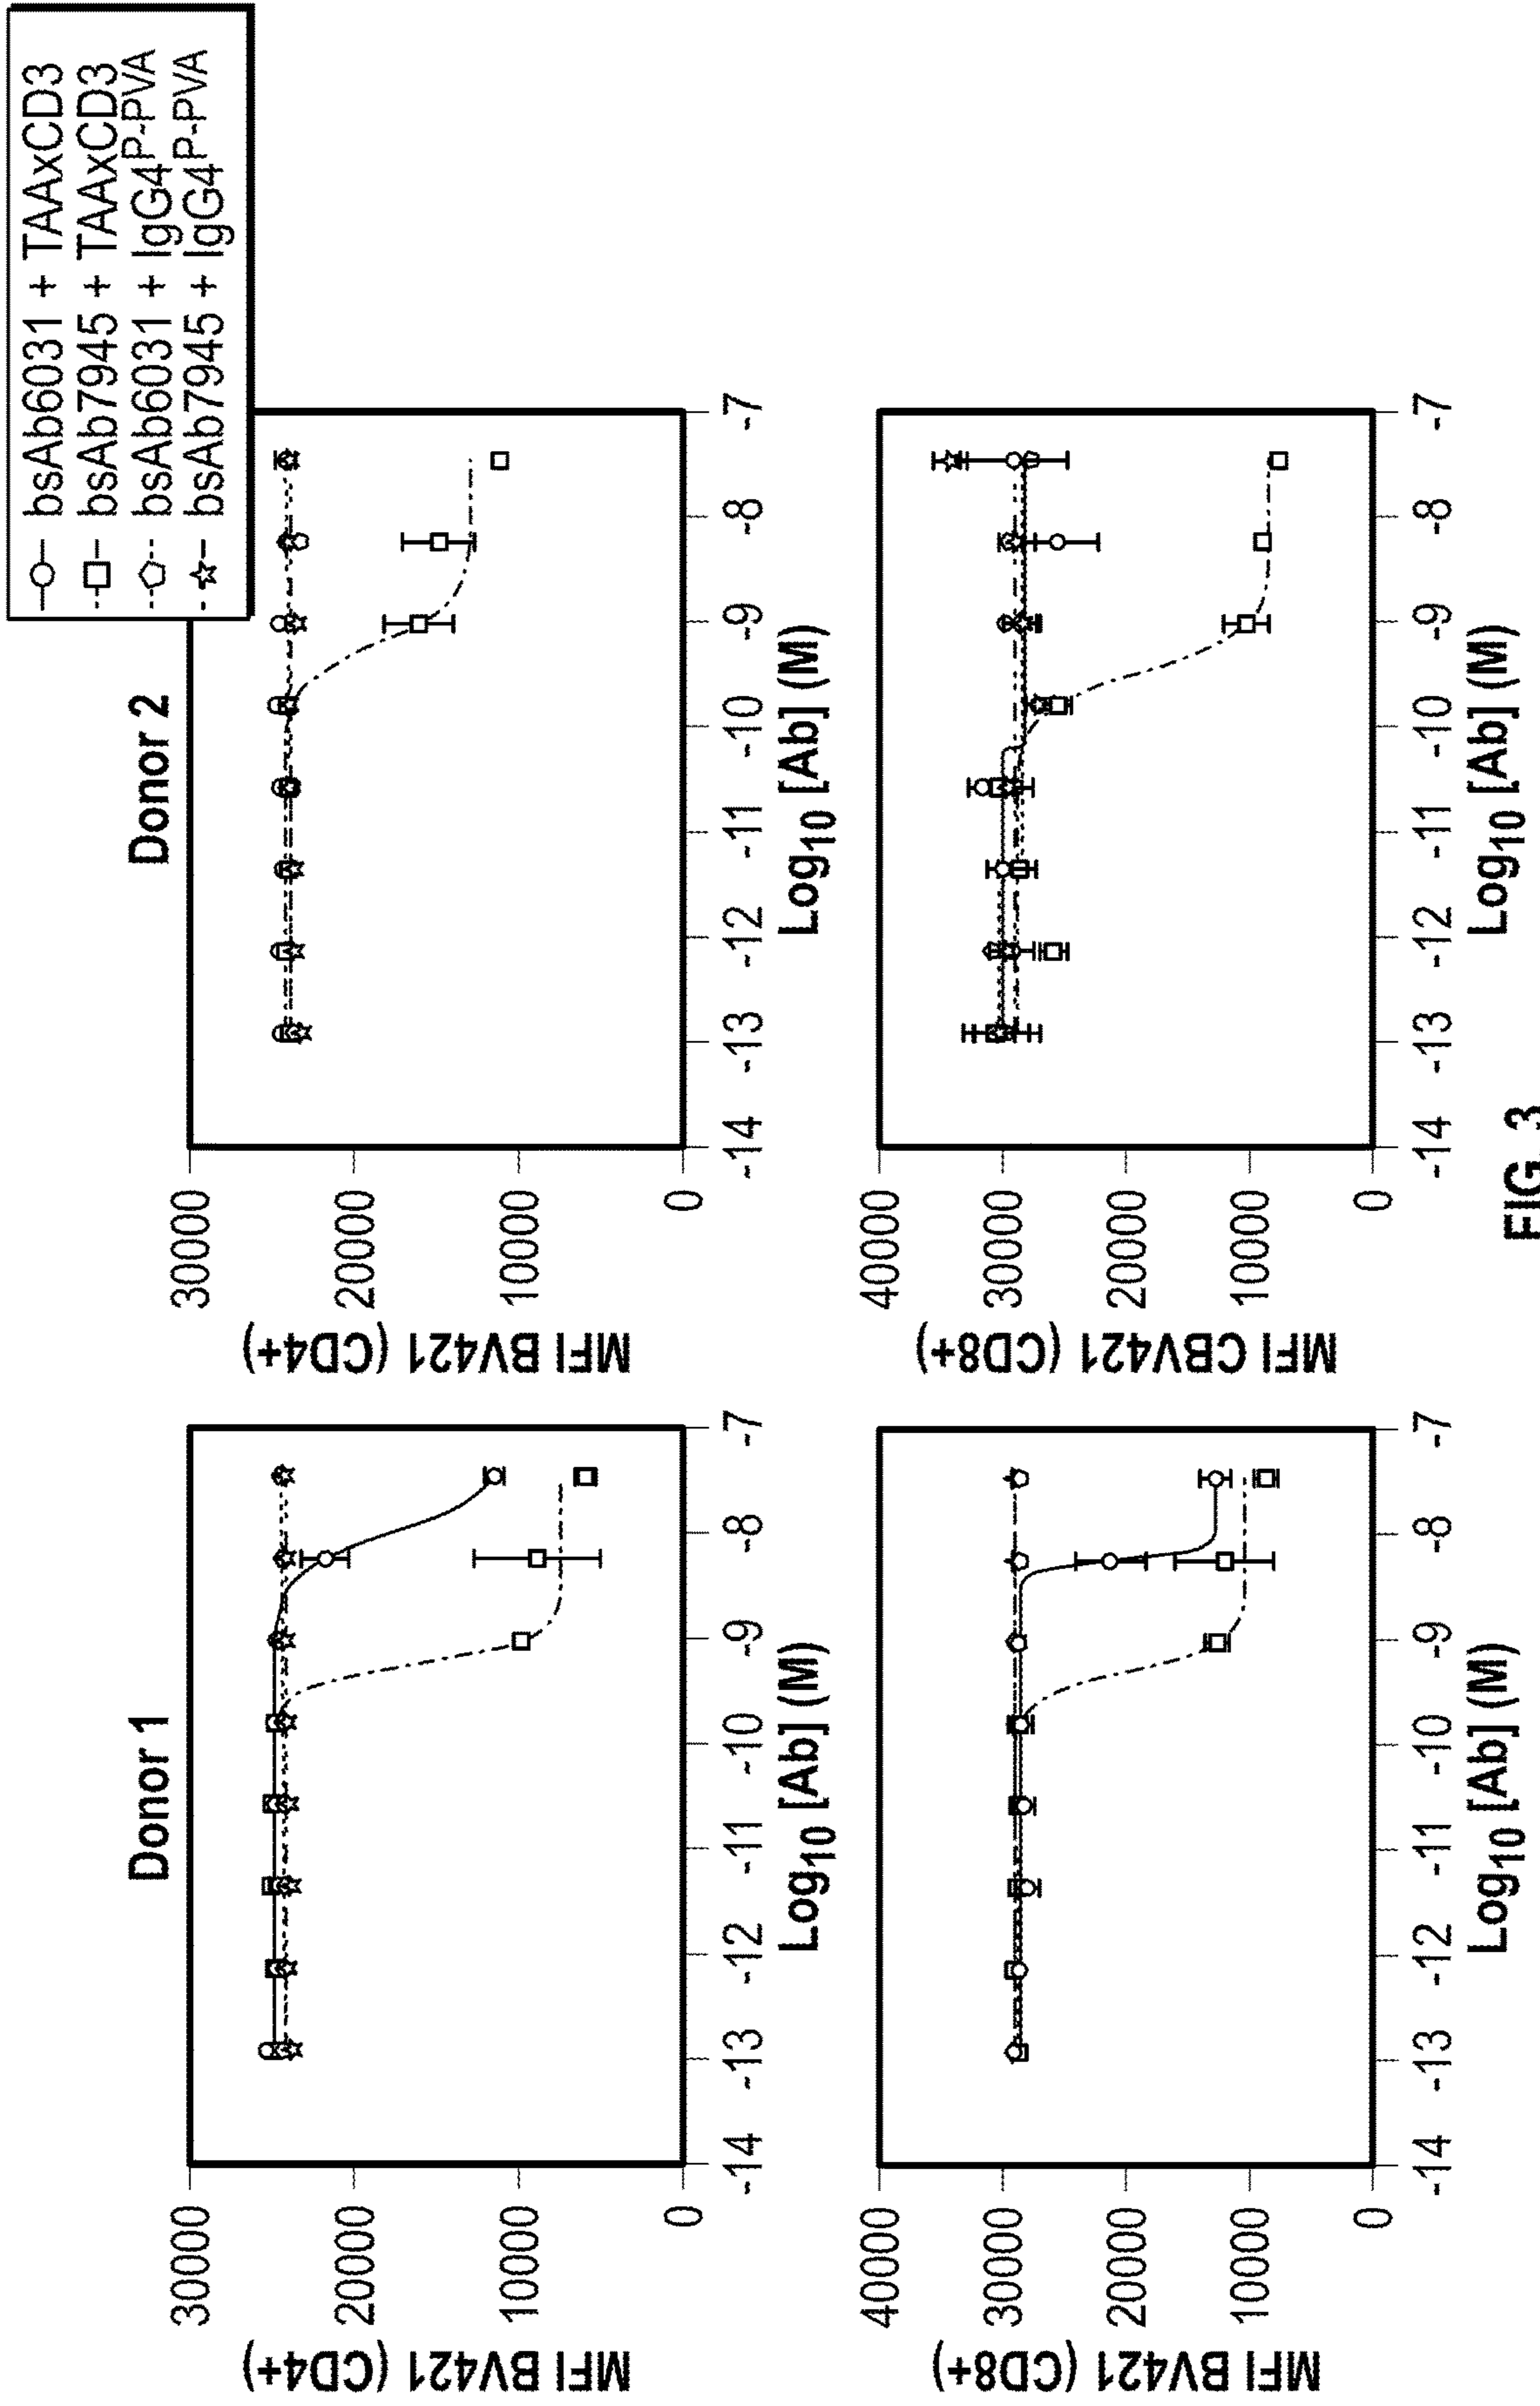 bsAb6031 + TAAxCD3
bsAb7945 + TAAxCD3
bsAb6031 + IgG4P-PVA
bsAb7945 + IgG4P-PVA
Donor 1
MFI BV421 (CD4+)
30000
20000
10000
0
-14 -13 -12 -11 -10 -9 -8 -7
Log10 [Ab] (M)
Donor 2
MFI BV421 (CD4+)
30000
20000
10000
0
-14 -13 -12 -11 -10 -9 -8 -7
Log10 [Ab] (M)
MFI BV421 (CD8+)
40000
30000
20000
10000
0
-14 -13 -12 -11 -10 -9 -8 -7
Log10 [Ab] (M)
MFI CBV421 (CD8+)
40000
30000
20000
10000
0
-14 -13 -12 -11 -10 -9 -8 -7
Log10 [Ab] (M)
FIG. 3